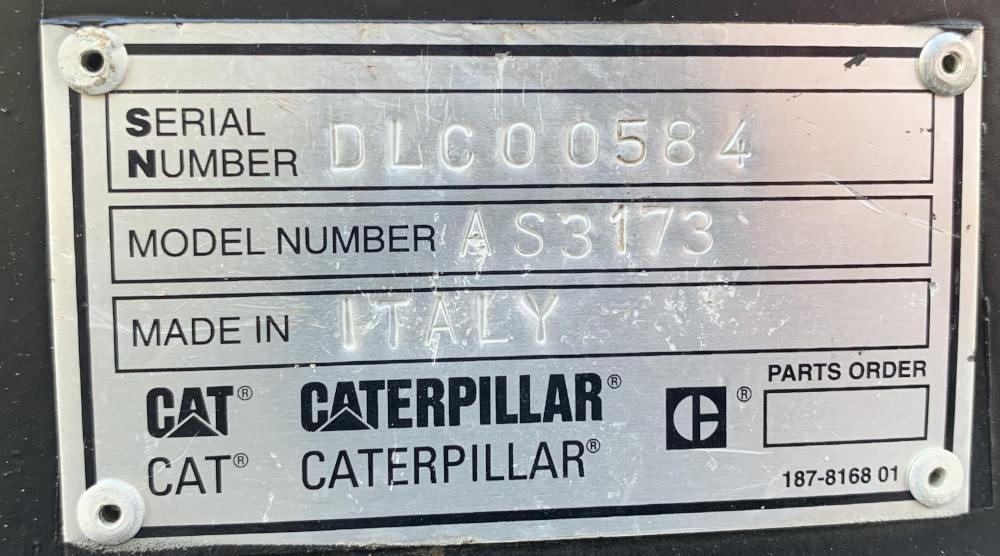 SERIAL
NUMBER DLC00584
MODEL NUMBER AS3173
MADE IN ITALY
CAT® CATERPILLAR® C® PARTS ORDER
CAT® CATERPILLAR®
187-8168 01